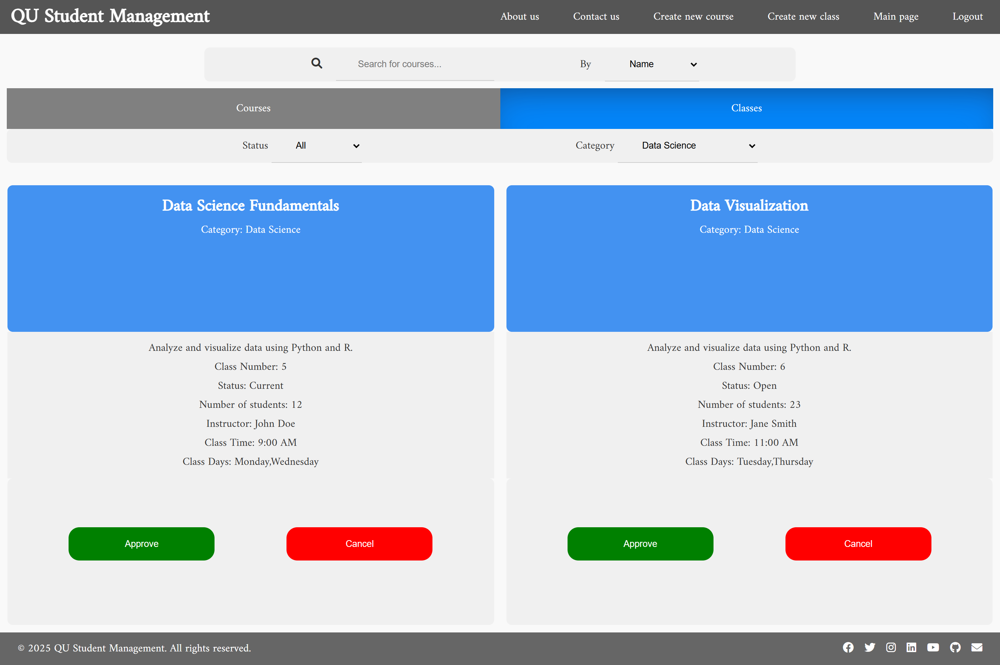 QU Student Management
About us Contact us Create new course Create new class Main page Logout
Search for courses... By Name
Courses Classes
Status All Category Data Science
Data Science Fundamentals
Category: Data Science
Analyze and visualize data using Python and R.
Class Number: 5
Status: Current
Number of students: 12
Instructor: John Doe
Class Time: 9:00 AM
Class Days: Monday,Wednesday
Approve Cancel
Data Visualization
Category: Data Science
Analyze and visualize data using Python and R.
Class Number: 6
Status: Open
Number of students: 23
Instructor: Jane Smith
Class Time: 11:00 AM
Class Days: Tuesday,Thursday
Approve Cancel
© 2025 QU Student Management. All rights reserved.